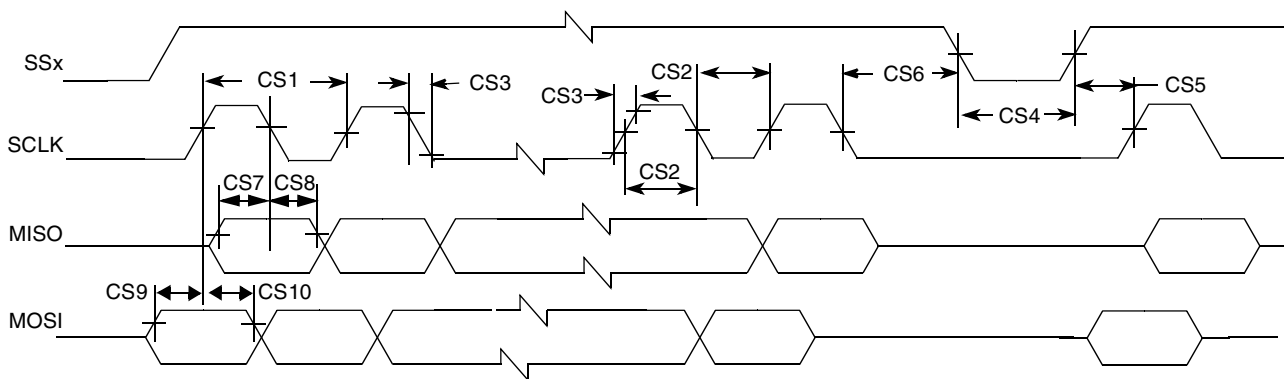 SSx
CS1
CS3
CS3
CS2
CS6
CS4
CS5
SCLK
CS2
CS7
CS8
MISO
CS9
CS10
MOSI